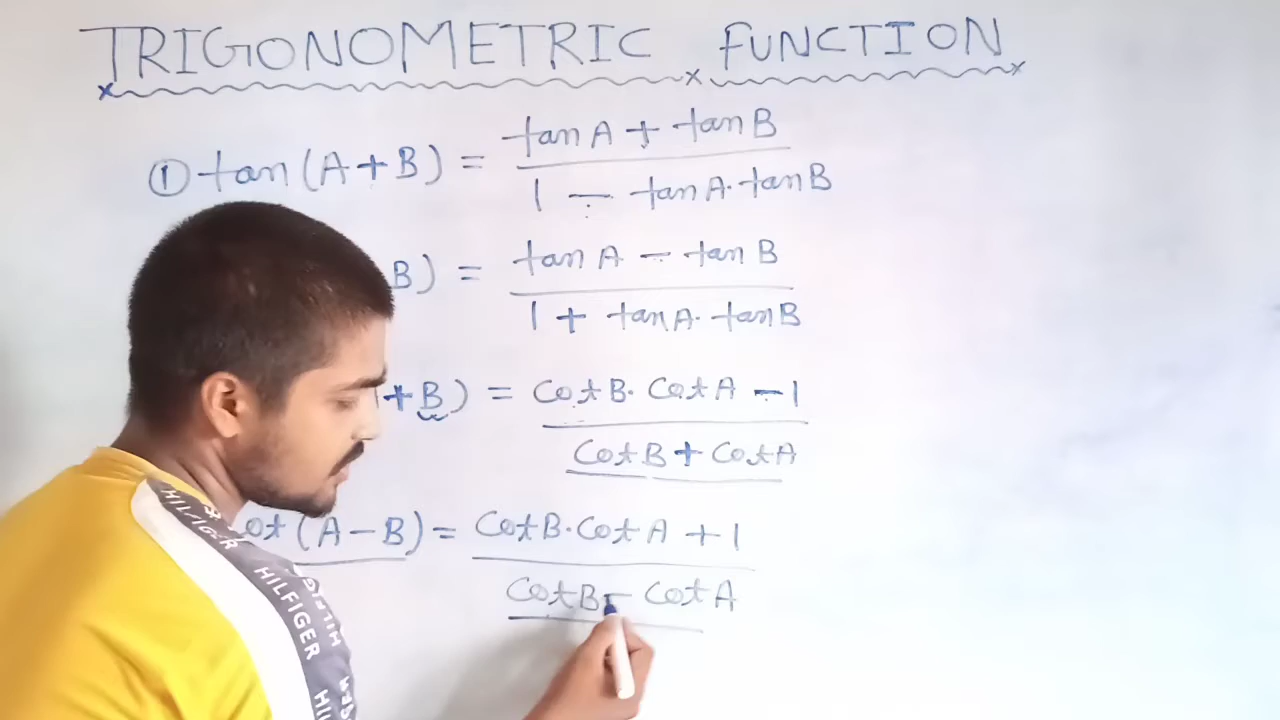 TRIGONOMETRIC FUNCTION
① tan (A + B) = tan A + tan B / 1 - tan A · tan B
B) = tan A - tan B / 1 + tan A · tan B
+ B) = Cot B · Cot A - 1 / Cot B + Cot A
ot (A - B) = Cot B · Cot A + 1 / Cot B - Cot A
HILFIGER
HILFIGER